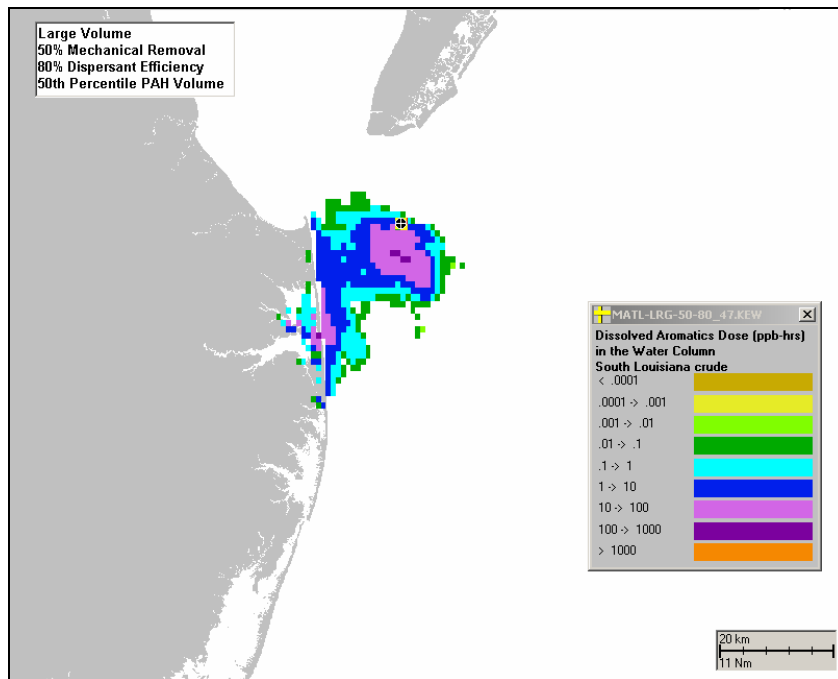 Large Volume
50% Mechanical Removal
80% Dispersant Efficiency
50th Percentile PAH Volume
MATL-LRG-50-80_47.KEW
Dissolved Aromatics Dose (ppb-hrs)
in the Water Column
South Louisiana crude
< .0001
.0001 -> .001
.001 -> .01
.01 -> .1
.1 -> 1
1 -> 10
10 -> 100
100 -> 1000
> 1000
20 km
11 Nm